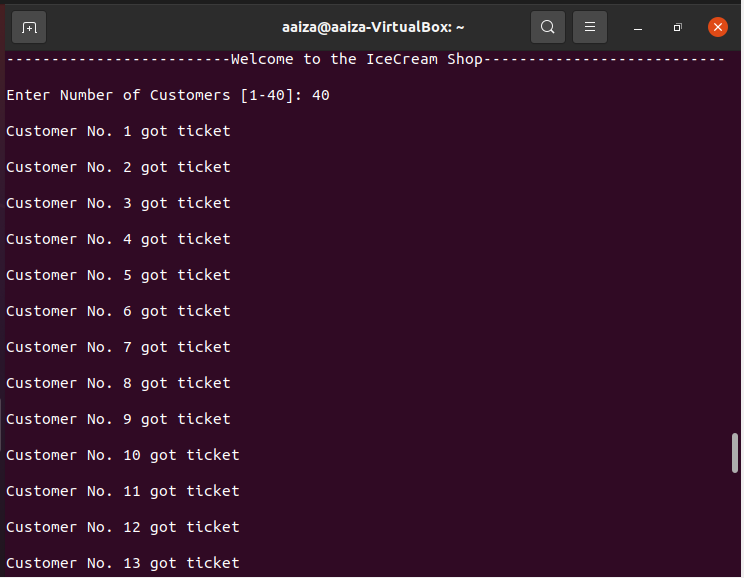 aaiza@aaiza-VirtualBox: ~
-------------------------Welcome to the IceCream Shop---------------------------
Enter Number of Customers [1-40]: 40
Customer No. 1 got ticket
Customer No. 2 got ticket
Customer No. 3 got ticket
Customer No. 4 got ticket
Customer No. 5 got ticket
Customer No. 6 got ticket
Customer No. 7 got ticket
Customer No. 8 got ticket
Customer No. 9 got ticket
Customer No. 10 got ticket
Customer No. 11 got ticket
Customer No. 12 got ticket
Customer No. 13 got ticket